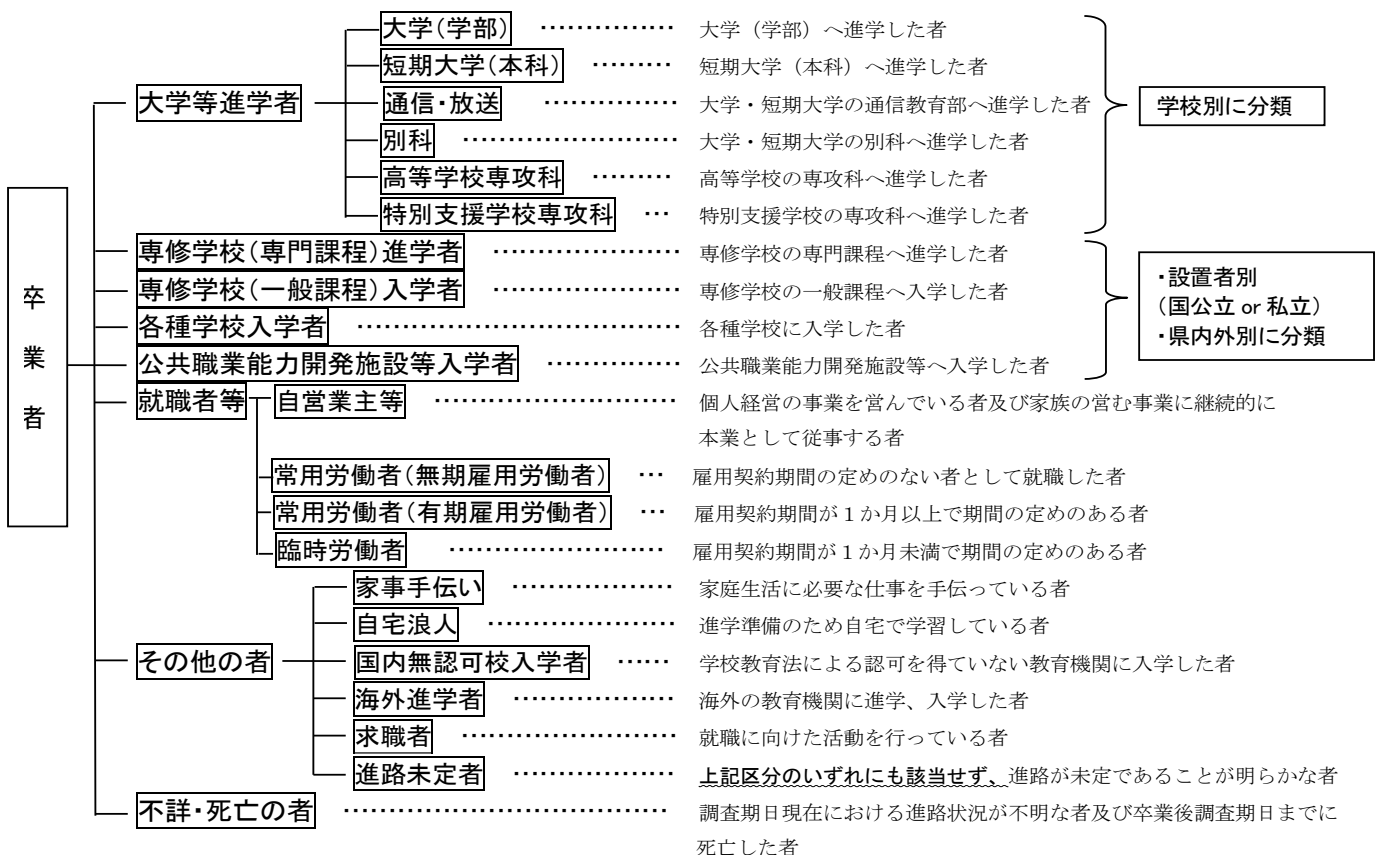 大学(学部) …………… 大学（学部）へ進学した者
短期大学(本科) ……… 短期大学（本科）へ進学した者
大学等進学者 通信・放送 …………… 大学・短期大学の通信教育部へ進学した者 学校別に分類
別科 …………………… 大学・短期大学の別科へ進学した者
高等学校専攻科 ……… 高等学校の専攻科へ進学した者
特別支援学校専攻科 … 特別支援学校の専攻科へ進学した者
専修学校(専門課程)進学者 ………………… 専修学校の専門課程へ進学した者
専修学校(一般課程)入学者 ………………… 専修学校の一般課程へ入学した者
各種学校入学者 ……………………………… 各種学校に入学した者
公共職業能力開発施設等入学者 …………… 公共職業能力開発施設等へ入学した者
・設置者別
(国公立 or 私立)
・県内外別に分類
卒業者
就職者等 自営業主等 ……………………… 個人経営の事業を営んでいる者及び家族の営む事業に継続的に
本業として従事する者
常用労働者(無期雇用労働者) … 雇用契約期間の定めのない者として就職した者
常用労働者(有期雇用労働者) … 雇用契約期間が１か月以上で期間の定めのある者
臨時労働者 …………………… 雇用契約期間が１か月未満で期間の定めのある者
家事手伝い ……………… 家庭生活に必要な仕事を手伝っている者
自宅浪人 ………………… 進学準備のため自宅で学習している者
その他の者 国内無認可校入学者 …… 学校教育法による認可を得ていない教育機関に入学した者
海外進学者 ……………… 海外の教育機関に進学、入学した者
求職者 …………………… 就職に向けた活動を行っている者
進路未定者 ……………… 上記区分のいずれにも該当せず、進路が未定であることが明らかな者
不詳・死亡の者 ……………………………… 調査期日現在における進路状況が不明な者及び卒業後調査期日までに
死亡した者